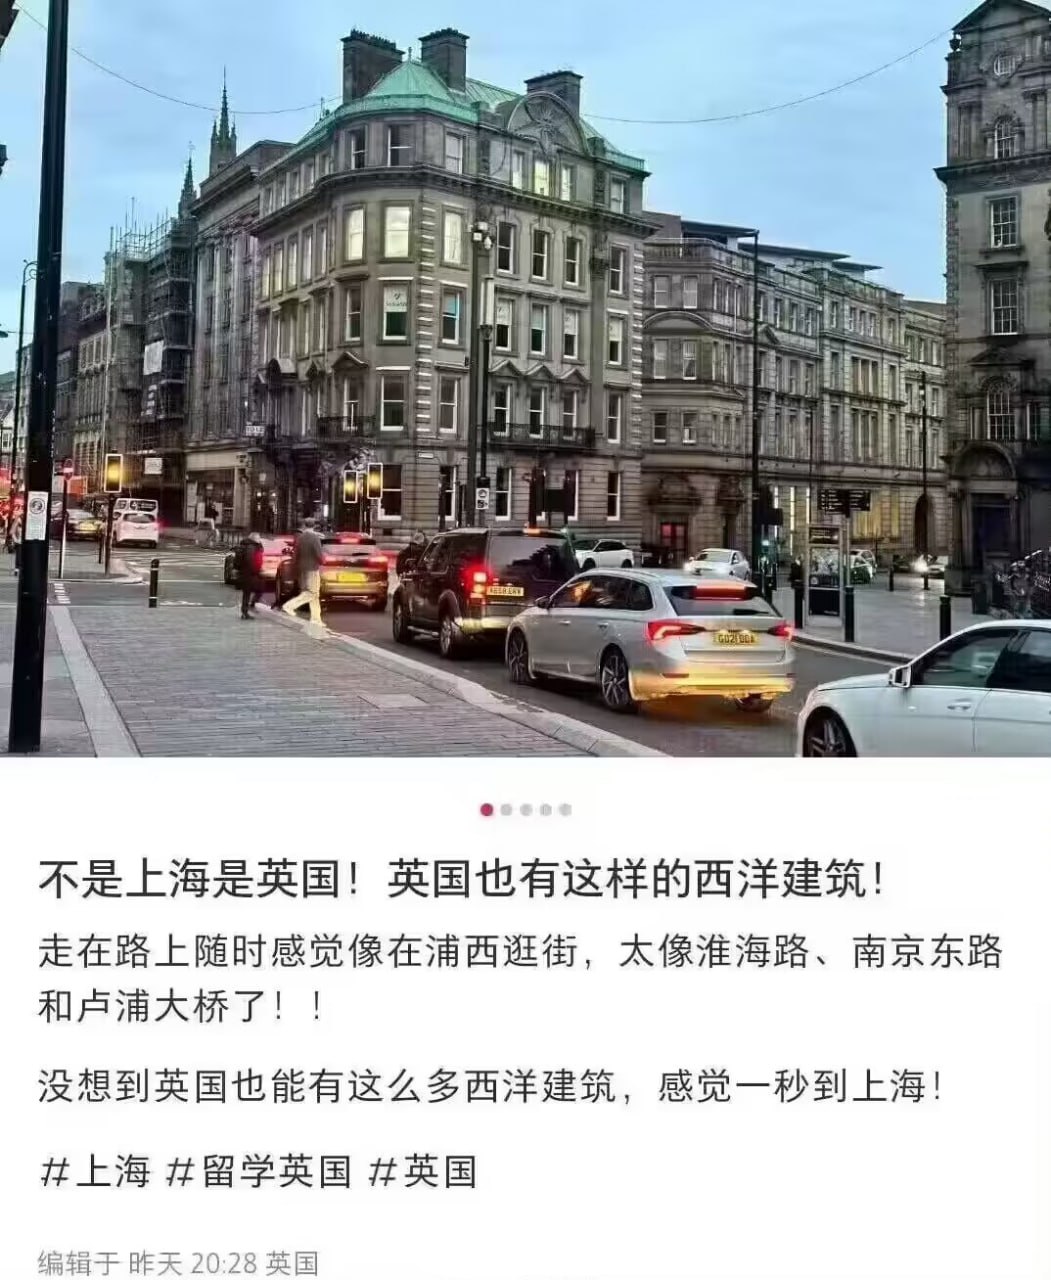 不是上海是英国！英国也有这样的西洋建筑！
走在路上随时感觉像在浦西逛街，太像淮海路、南京东路
和卢浦大桥了！！
没想到英国也能有这么多西洋建筑，感觉一秒到上海！
#上海 #留学英国 #英国
编辑于 昨天 20:28 英国